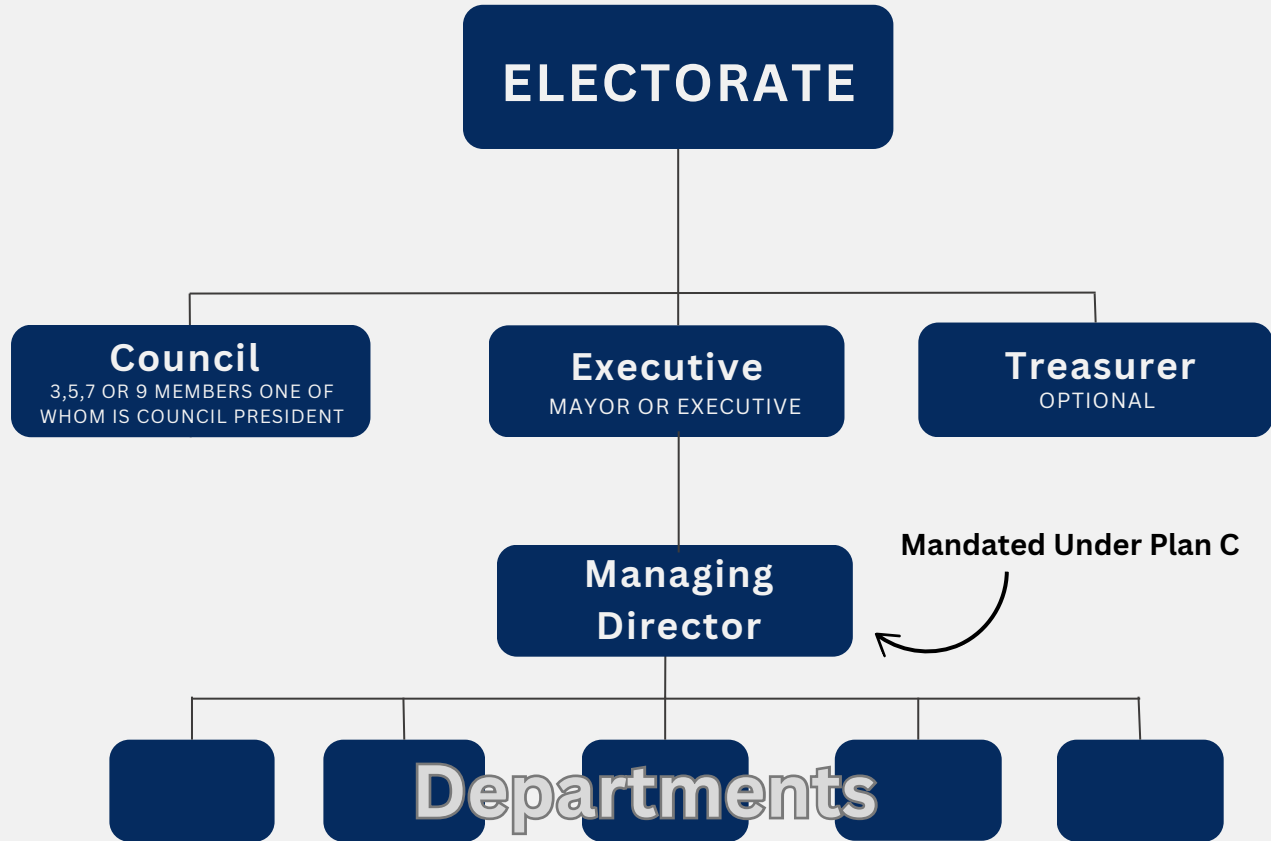 ELECTORATE
Council
3,5,7 OR 9 MEMBERS ONE OF
WHOM IS COUNCIL PRESIDENT
Executive
MAYOR OR EXECUTIVE
Treasurer
OPTIONAL
Mandated Under Plan C
Managing
Director
Departments